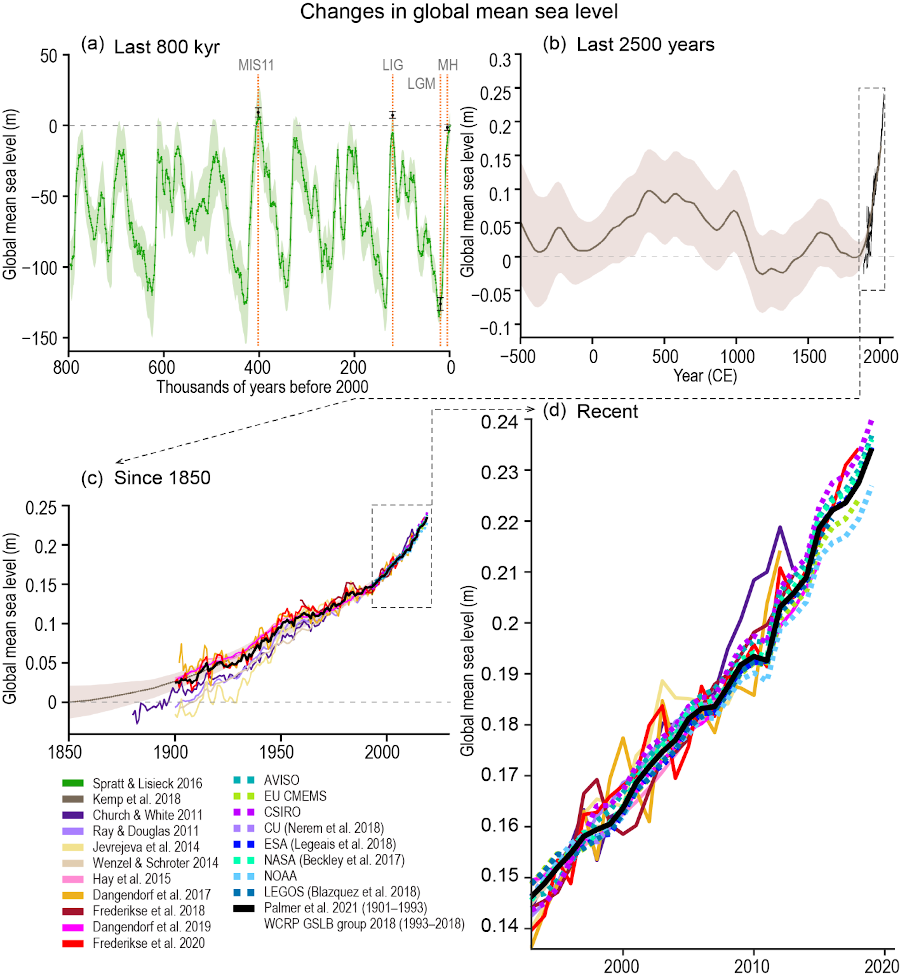 Changes in global mean sea level
(a) Last 800 kyr
MIS11
LIG
LGM
MH
Global mean sea level (m)
50
0
−50
−100
−150
800
600
400
200
0
Thousands of years before 2000
(b) Last 2500 years
Global mean sea level (m)
0.3
0.25
0.2
0.15
0.1
0.05
0
−0.05
−0.1
−500
0
500
1000
1500
2000
Year (CE)
(c) Since 1850
Global mean sea level (m)
0.25
0.2
0.15
0.1
0.05
0
1850
1900
1950
2000
(d) Recent
Global mean sea level (m)
0.24
0.23
0.22
0.21
0.2
0.19
0.18
0.17
0.16
0.15
0.14
2000
2010
2020
Spratt & Lisieck 2016
Kemp et al. 2018
Church & White 2011
Ray & Douglas 2011
Jevrejeva et al. 2014
Wenzel & Schroter 2014
Hay et al. 2015
Dangendorf et al. 2017
Frederikse et al. 2018
Dangendorf et al. 2019
Frederikse et al. 2020
AVISO
EU CMEMS
CSIRO
CU (Nerem et al. 2018)
ESA (Legeais et al. 2018)
NASA (Beckley et al. 2017)
NOAA
LEGOS (Blazquez et al. 2018)
Palmer et al. 2021 (1901–1993)
WCRP GSLB group 2018 (1993–2018)